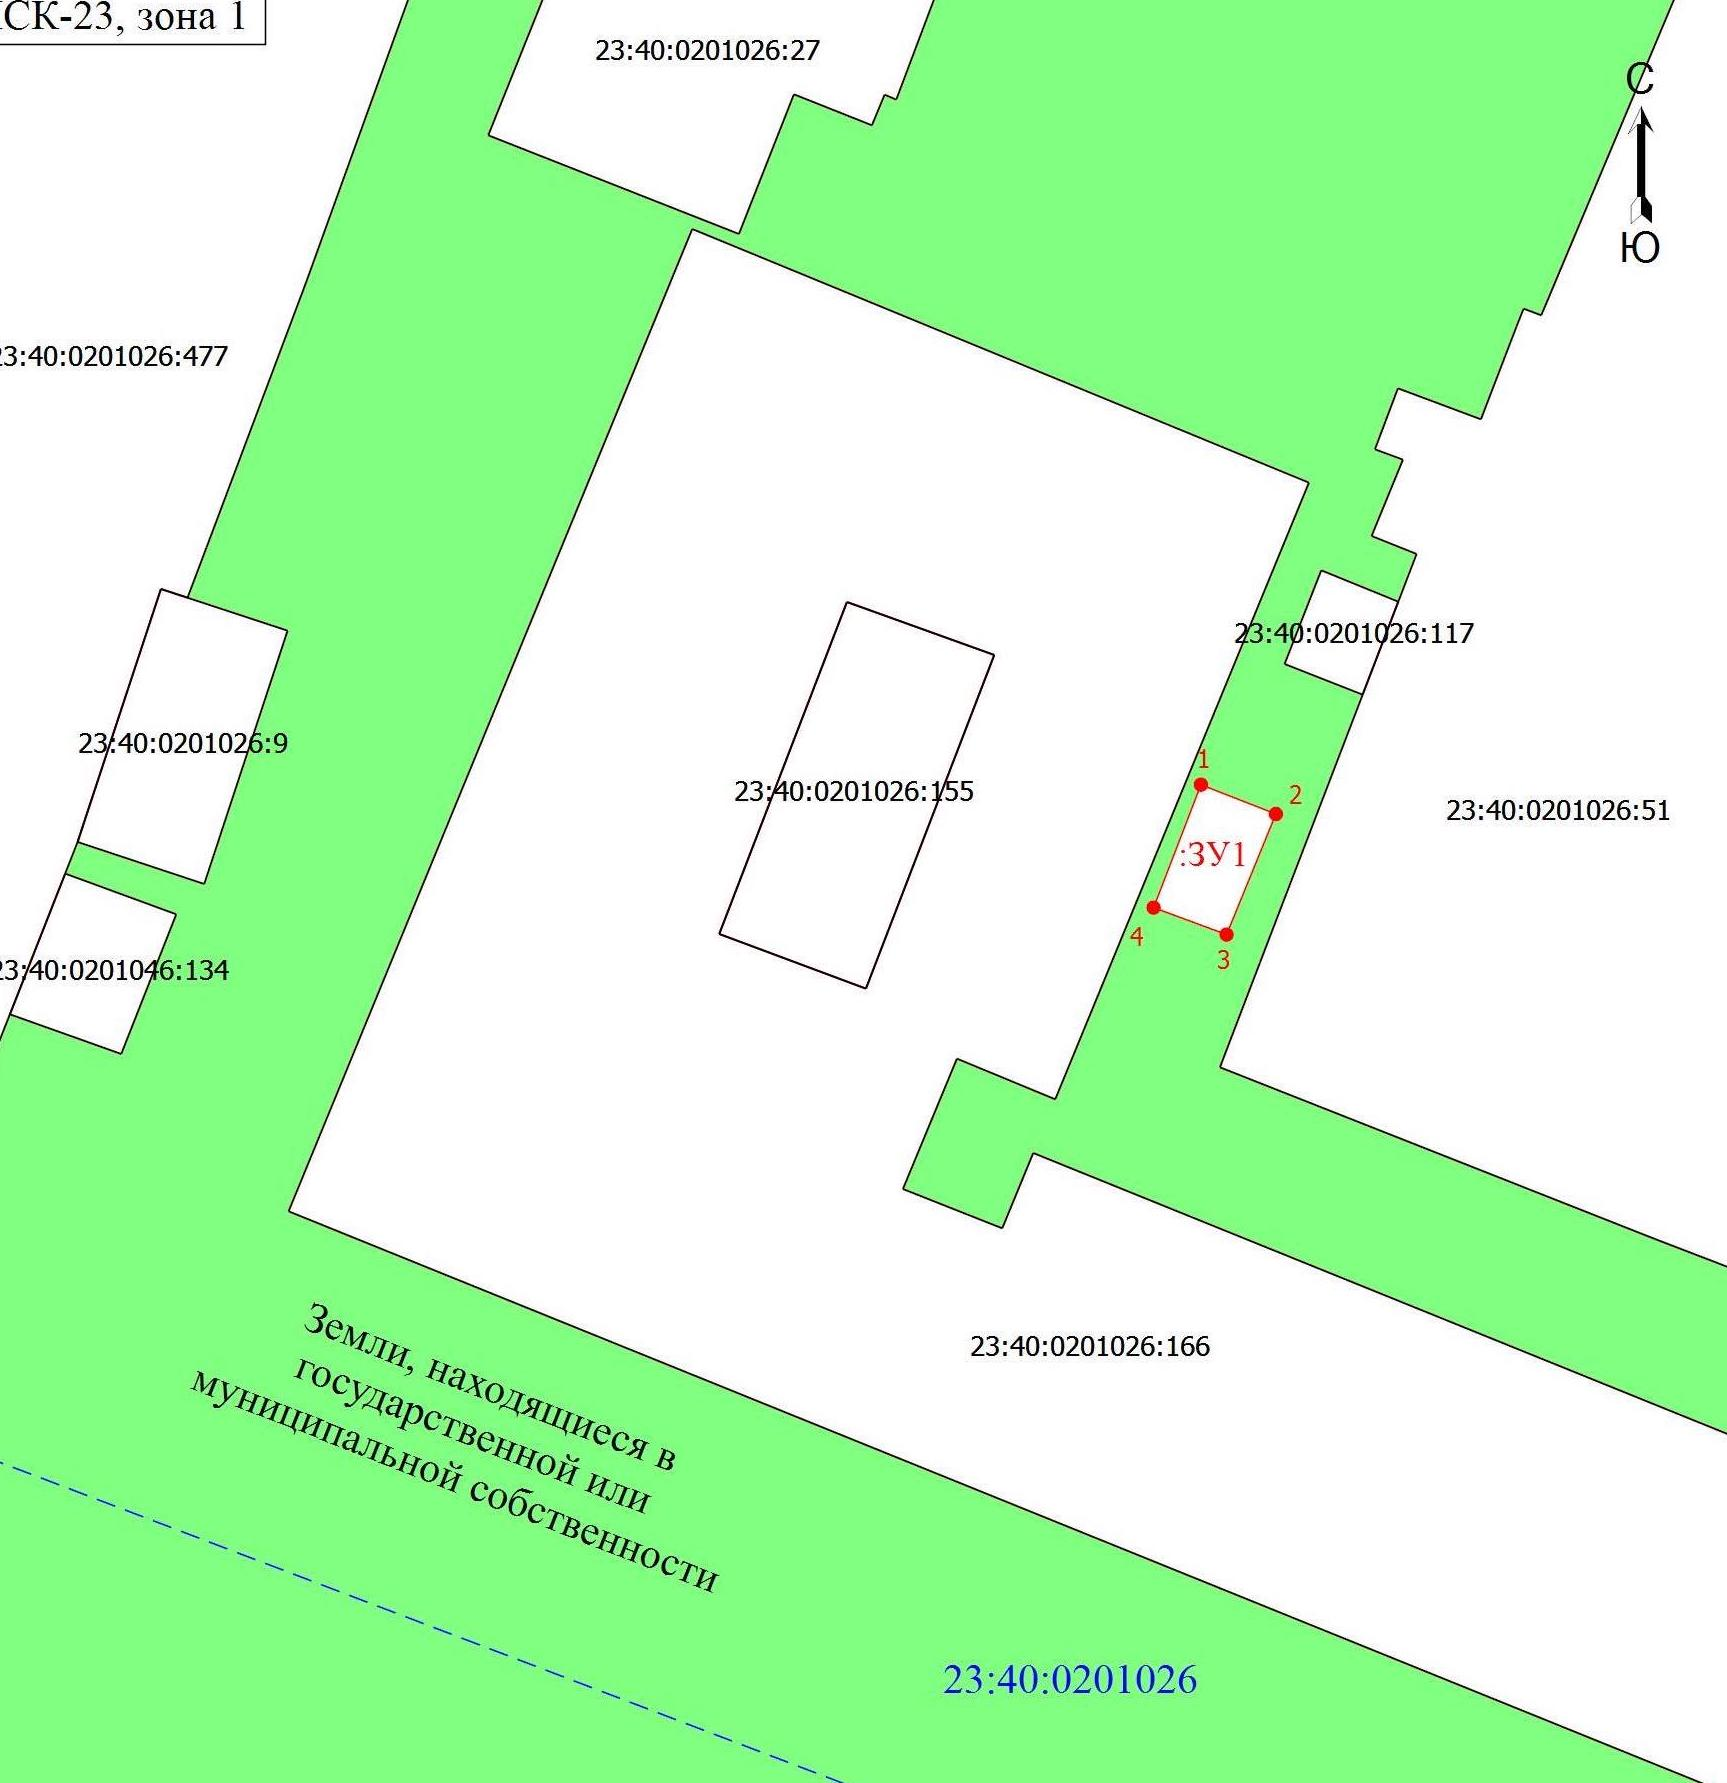 СК-23, зона 1
23:40:0201026:27
С
Ю
23:40:0201026:477
23:40:0201026:117
23:40:0201026:9
23:40:0201026:155
1
2
23:40:0201026:51
:ЗУ1
4
3
23:40:0201046:134
Земли, находящиеся в
государственной или
муниципальной собственности
23:40:0201026:166
23:40:0201026